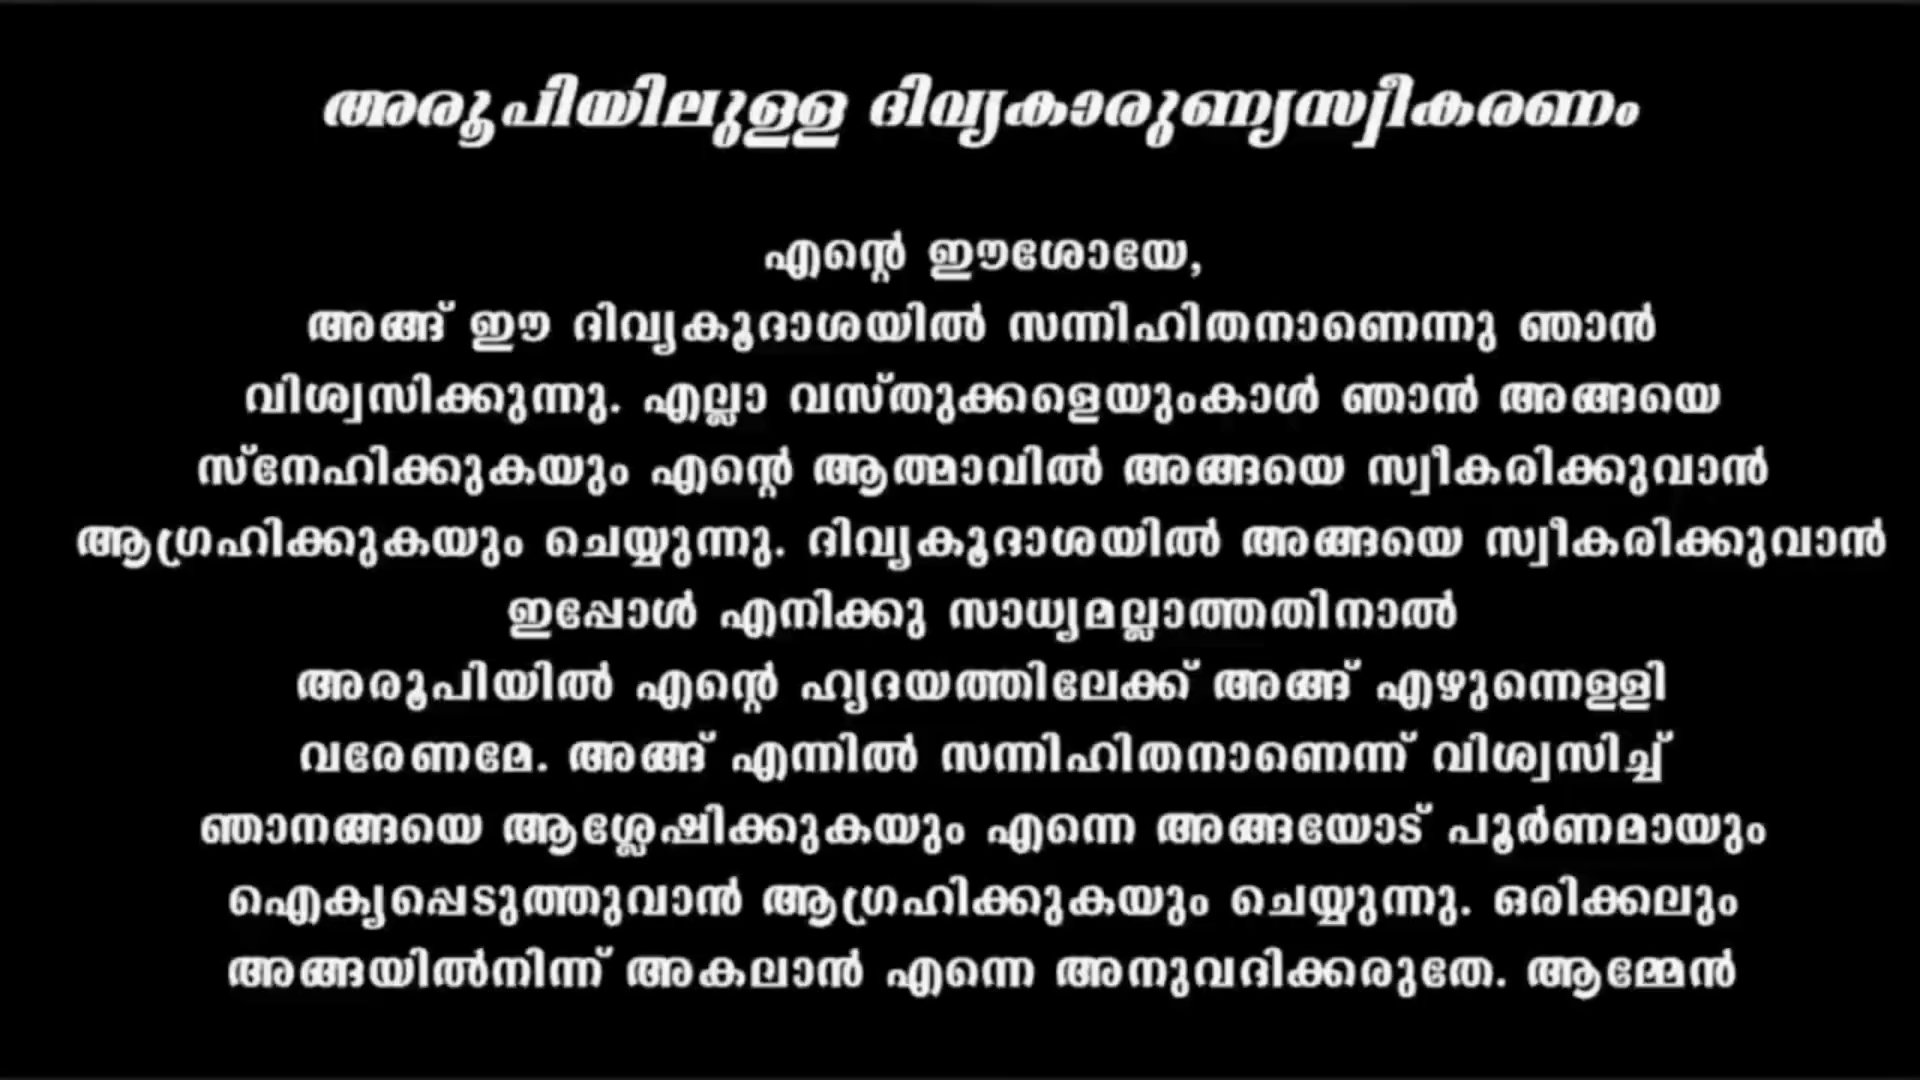 അരൂപിയിലുള്ള ദിവ്യകാരുണ്യസ്വീകരണം
എന്റെ ഈശോയേ,
അങ്ങ് ഈ ദിവ്യകൂദാശയിൽ സന്നിഹിതനാണെന്നു ഞാൻ
വിശ്വസിക്കുന്നു. എല്ലാ വസ്തുക്കളെയുംകാൾ ഞാൻ അങ്ങയെ
സ്നേഹിക്കുകയും എന്റെ ആത്മാവിൽ അങ്ങയെ സ്വീകരിക്കുവാൻ
ആഗ്രഹിക്കുകയും ചെയ്യുന്നു. ദിവ്യകൂദാശയിൽ അങ്ങയെ സ്വീകരിക്കുവാൻ
ഇപ്പോൾ എനിക്കു സാധ്യമല്ലാത്തതിനാൽ
അരൂപിയിൽ എന്റെ ഹൃദയത്തിലേക്ക് അങ്ങ് എഴുന്നെള്ളി
വരേണമേ. അങ്ങ് എന്നിൽ സന്നിഹിതനാണെന്ന് വിശ്വസിച്ച്
ഞാനങ്ങയെ ആശ്ലേഷിക്കുകയും എന്നെ അങ്ങയോട് പൂർണമായും
ഐക്യപ്പെടുത്തുവാൻ ആഗ്രഹിക്കുകയും ചെയ്യുന്നു. ഒരിക്കലും
അങ്ങയിൽനിന്ന് അകലാൻ എന്നെ അനുവദിക്കരുതേ. ആമ്മേൻ